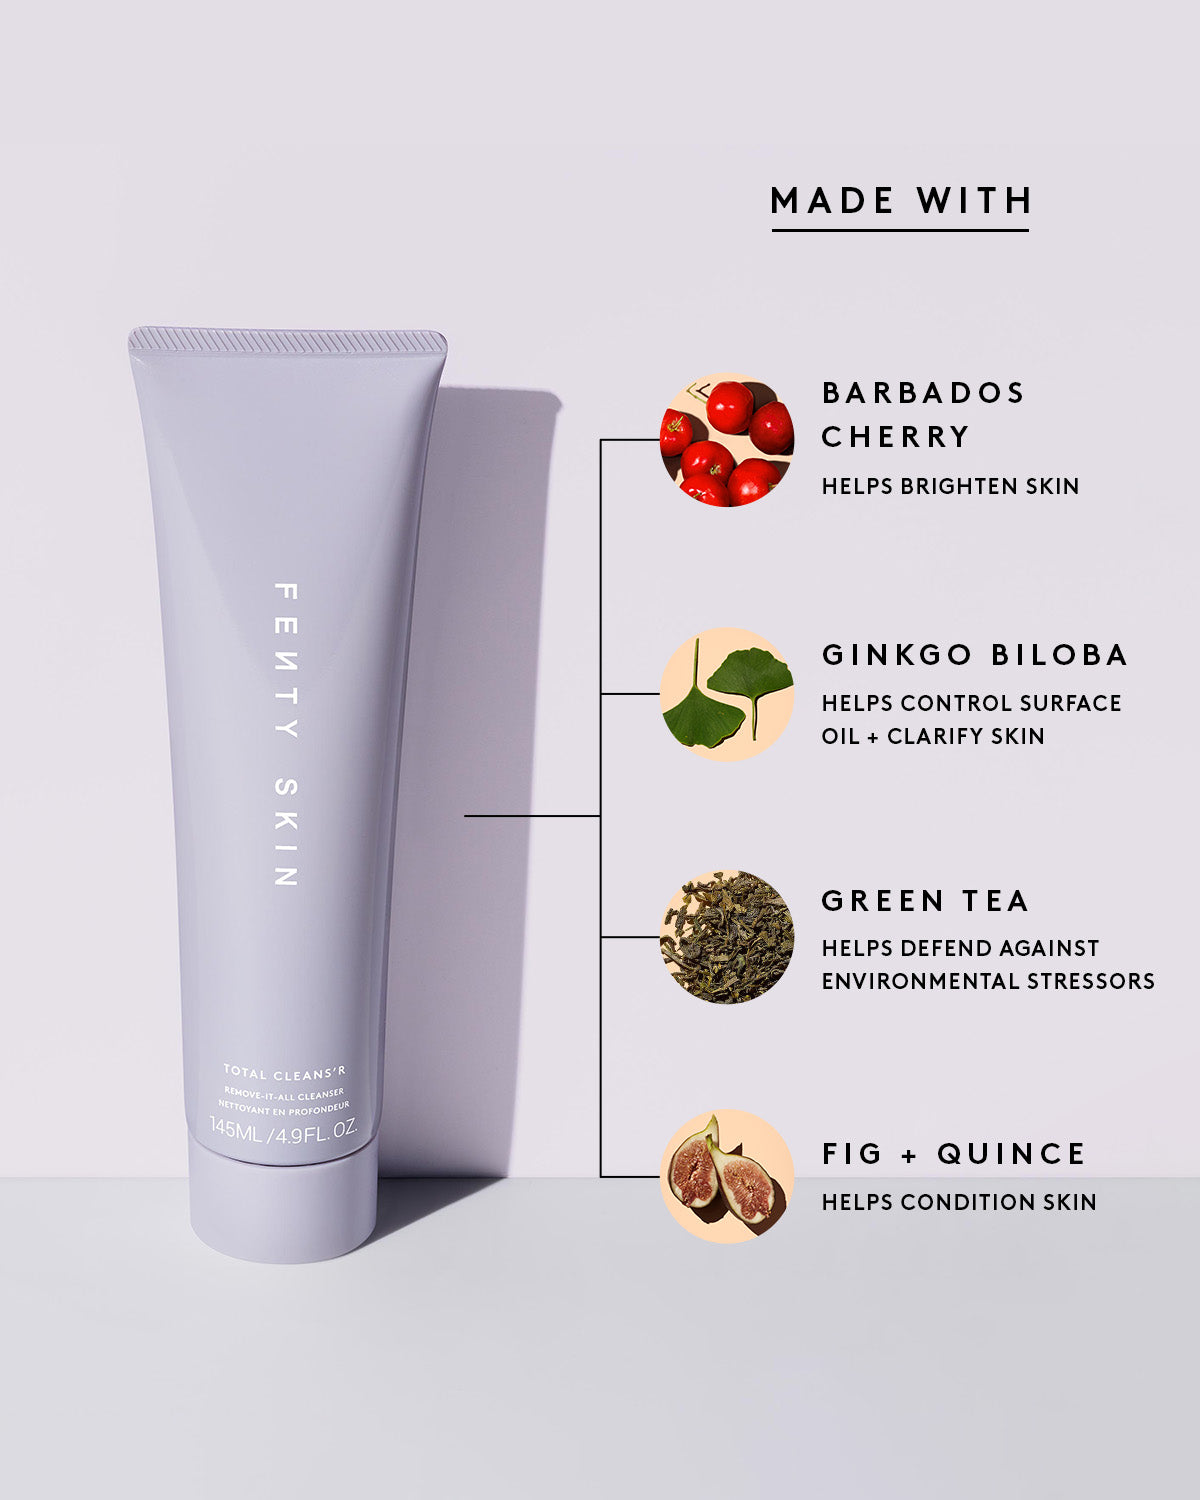 MADE WITH
BARBADOS
CHERRY
HELPS BRIGHTEN SKIN
GINKGO BILOBA
HELPS CONTROL SURFACE
OIL + CLARIFY SKIN
GREEN TEA
HELPS DEFEND AGAINST
ENVIRONMENTAL STRESSORS
FIG + QUINCE
HELPS CONDITION SKIN
FENTY SKIN
TOTAL CLEANS'R
REMOVE-IT-ALL CLEANSER
NETTOYANT EN PROFONDEUR
145ML/4.9FL. OZ.